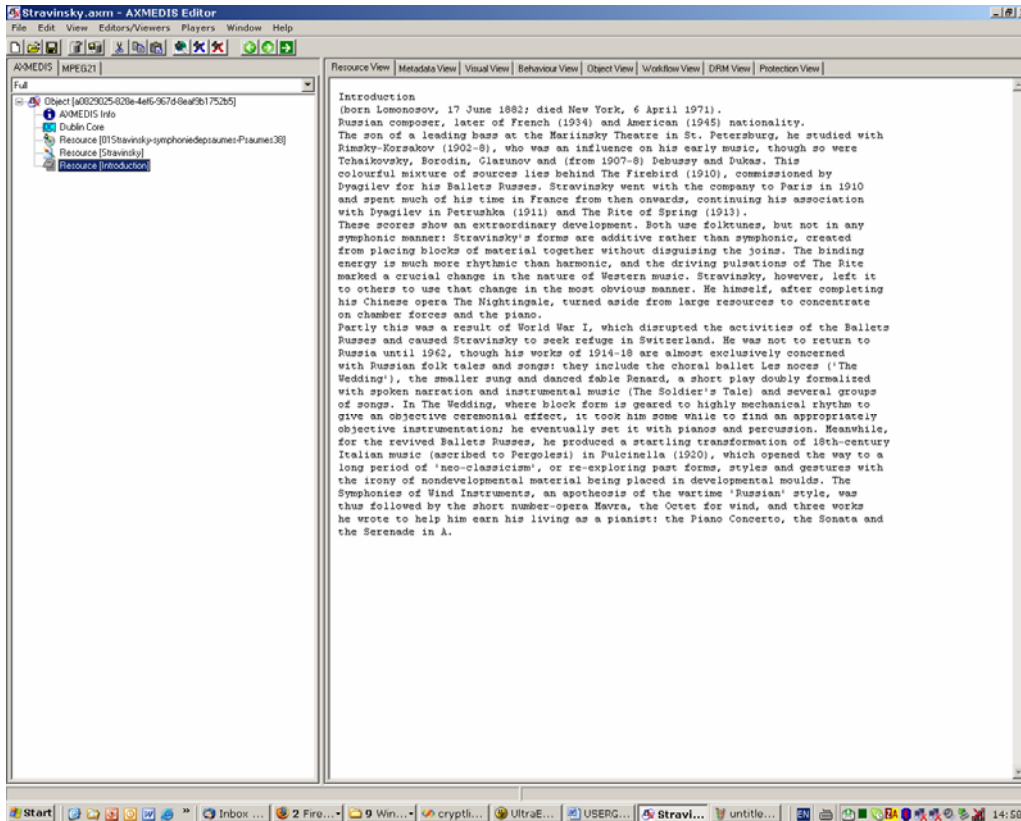 Stravinsky.axm - AXMEDIS Editor
File Edit View Editors/Viewers Players Window Help
AXMEDIS MPEG21
Resource View Metadata View Visual View Behaviour View Object View Workflow View DRM View Protection View
Full
Object [a0829025-828e-4ef6-967d-8eaf9b1752b5]
AXMEDIS Info
Dublin Core
Resource [01Stravinsky-symphoniedepsaumes-Psaumes38]
Resource [Stravinsky]
Resource [Introduction]
Introduction
(born Lomonosov, 17 June 1882; died New York, 6 April 1971).
Russian composer, later of French (1934) and American (1945) nationality.
The son of a leading bass at the Mariinsky Theatre in St. Petersburg, he studied with
Rimsky-Korsakov (1902-8), who was an influence on his early music, though so were
Tchaikovsky, Borodin, Glazunov and (from 1907-8) Debussy and Dukas. This
colourful mixture of sources lies behind The Firebird (1910), commissioned by
Dyagilev for his Ballets Russes. Stravinsky went with the company to Paris in 1910
and spent much of his time in France from then onwards, continuing his association
with Dyagilev in Petrushka (1911) and The Rite of Spring (1913).
These scores show an extraordinary development. Both use folktunes, but not in any
symphonic manner: Stravinsky's forms are additive rather than symphonic, created
from placing blocks of material together without disguising the joins. The binding
energy is much more rhythmic than harmonic, and the driving pulsations of The Rite
marked a crucial change in the nature of Western music. Stravinsky, however, left it
to others to use that change in the most obvious manner. He himself, after completing
his Chinese opera The Nightingale, turned aside from large resources to concentrate
on chamber forces and the piano.
Partly this was a result of World War I, which disrupted the activities of the Ballets
Russes and caused Stravinsky to seek refuge in Switzerland. He was not to return to
Russia until 1962, though his works of 1914-18 are almost exclusively concerned
with Russian folk tales and songs: they include the choral ballet Les noces ('The
Wedding'), the smaller sung and danced fable Renard, a short play doubly formalized
with spoken narration and instrumental music (The Soldier's Tale) and several groups
of songs. In The Wedding, where block form is geared to highly mechanical rhythm to
give an objective ceremonial effect, it took him some while to find an appropriately
objective instrumentation; he eventually set it with pianos and percussion. Meanwhile,
for the revived Ballets Russes, he produced a startling transformation of 18th-century
Italian music (ascribed to Pergolesi) in Pulcinella (1920), which opened the way to a
long period of 'neo-classicism', or re-exploring past forms, styles and gestures with
the irony of nondevelopmental material being placed in developmental moulds. The
Symphonies of Wind Instruments, an apotheosis of the wartime 'Russian' style, was
thus followed by the short number-opera Mavra, the Octet for wind, and three works
he wrote to help him earn his living as a pianist: the Piano Concerto, the Sonata and
the Serenade in A.
Start Inbox ... 2 Fire... 9 Win... cryptli... UltraE... USERG... Stravi... untitle... EN 14:50